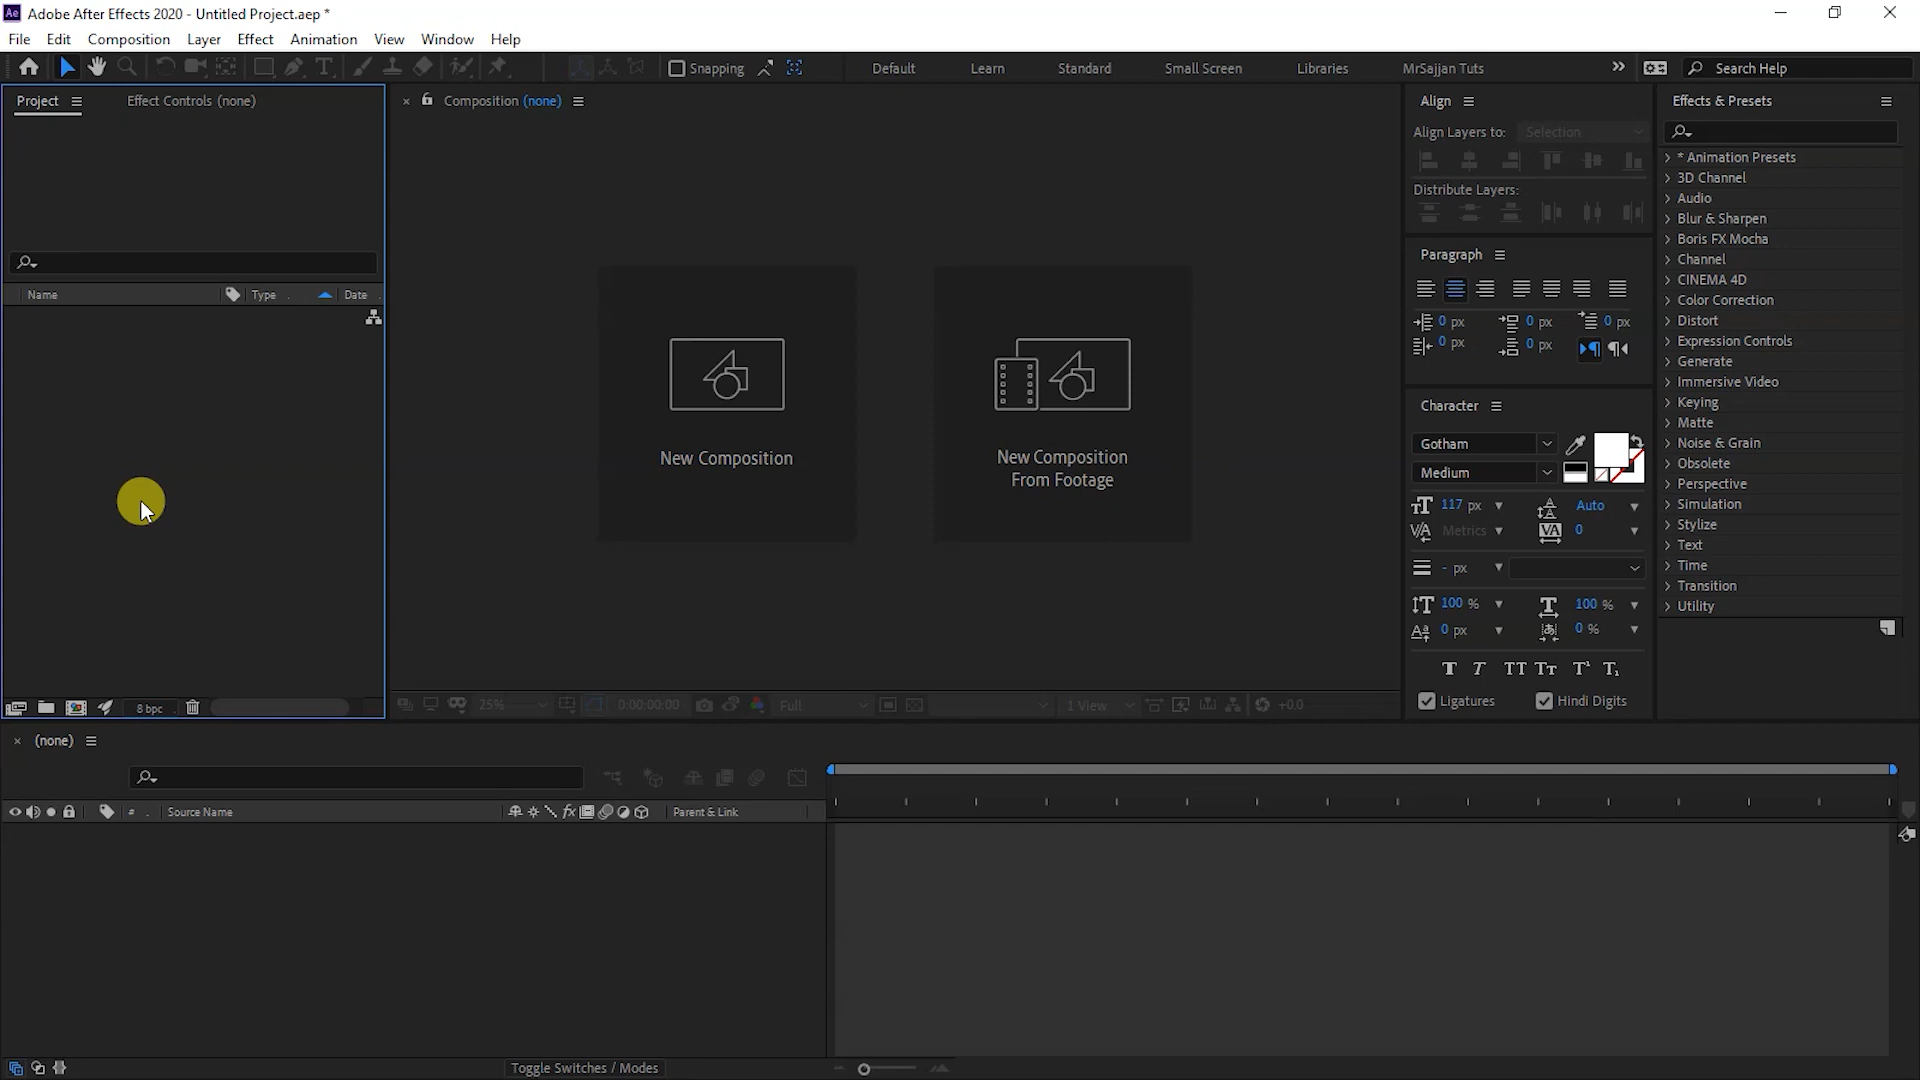 Ae Adobe After Effects 2020 - Untitled Project.aep *
File Edit Composition Layer Effect Animation View Window Help
Snapping Default Learn Standard Small Screen Libraries MrSajjan Tuts Search Help
Project Effect Controls (none)
Composition (none)
Align
Effects & Presets
Align Layers to: Selection
Distribute Layers:
* Animation Presets
3D Channel
Audio
Blur & Sharpen
Boris FX Mocha
Channel
CINEMA 4D
Color Correction
Distort
Expression Controls
Generate
Immersive Video
Keying
Matte
Noise & Grain
Obsolete
Perspective
Simulation
Stylize
Text
Time
Transition
Utility
Paragraph
0 px 0 px 0 px
0 px 0 px
Character
Gotham
Medium
117 px Auto
Metrics 0
- px
100 % 100 %
0 px 0 %
Ligatures Hindi Digits
Name Type Date
New Composition
New Composition
From Footage
8 bpc
25% 0:00:00:00 Full 1 View +0.0
(none)
# Source Name Parent & Link
Toggle Switches / Modes